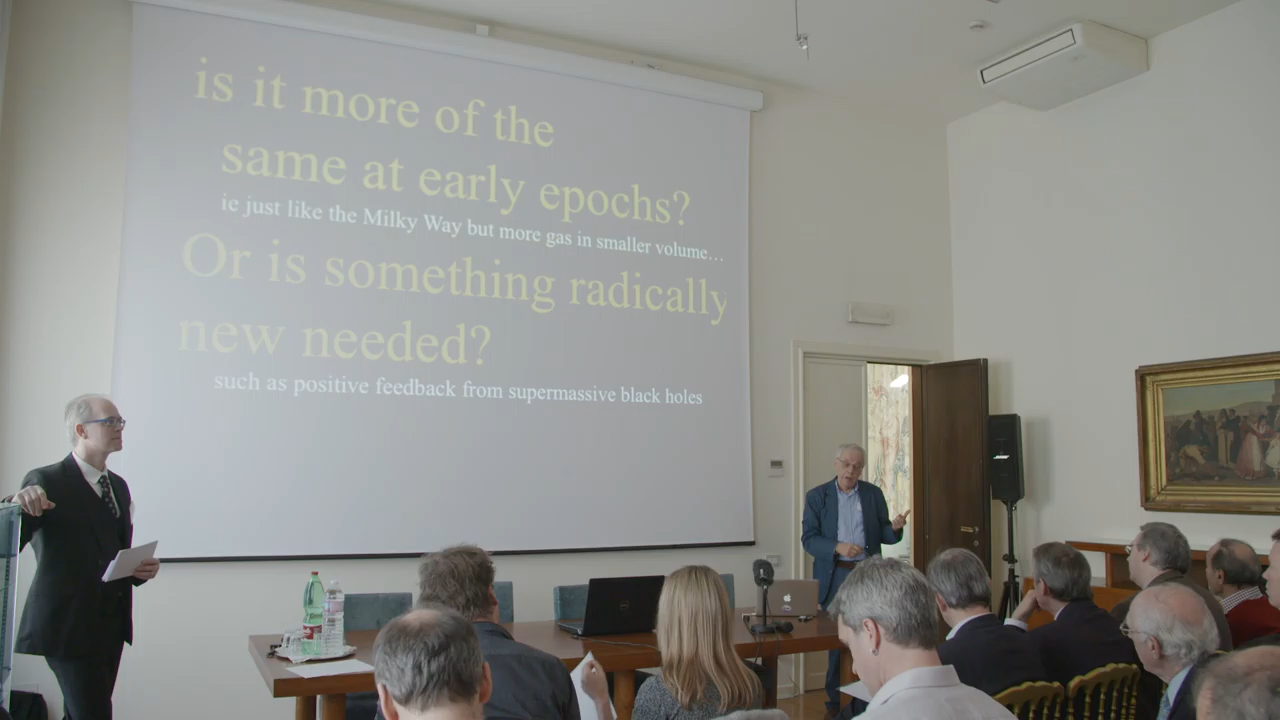 is it more of the
same at early epochs?
ie just like the Milky Way but more gas in smaller volume…
Or is something radically
new needed?
such as positive feedback from supermassive black holes